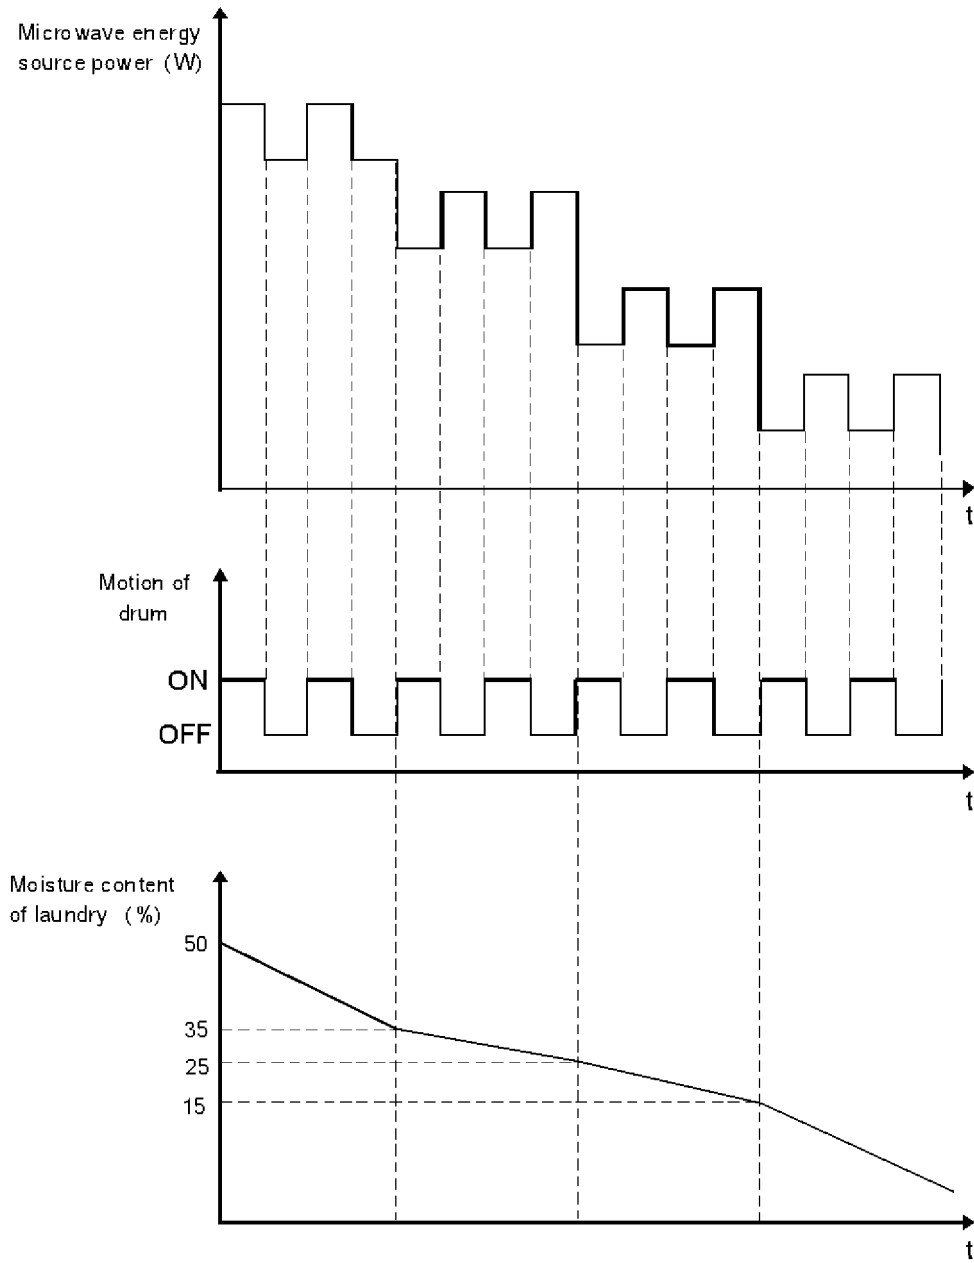 Microwave energy
source power (W)
t
Motion of
drum
ON
OFF
t
Moisture content
of laundry (%)
50
35
25
15
t